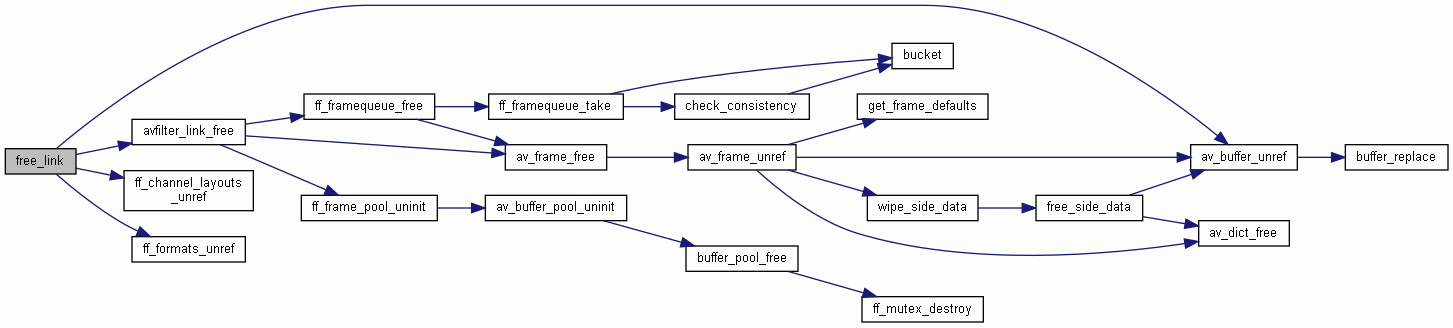 bucket
ff_framequeue_free
ff_framequeue_take
check_consistency
get_frame_defaults
avfilter_link_free
free_link
av_frame_free
av_frame_unref
av_buffer_unref
buffer_replace
ff_channel_layouts
_unref
ff_frame_pool_uninit
av_buffer_pool_uninit
wipe_side_data
free_side_data
ff_formats_unref
av_dict_free
buffer_pool_free
ff_mutex_destroy